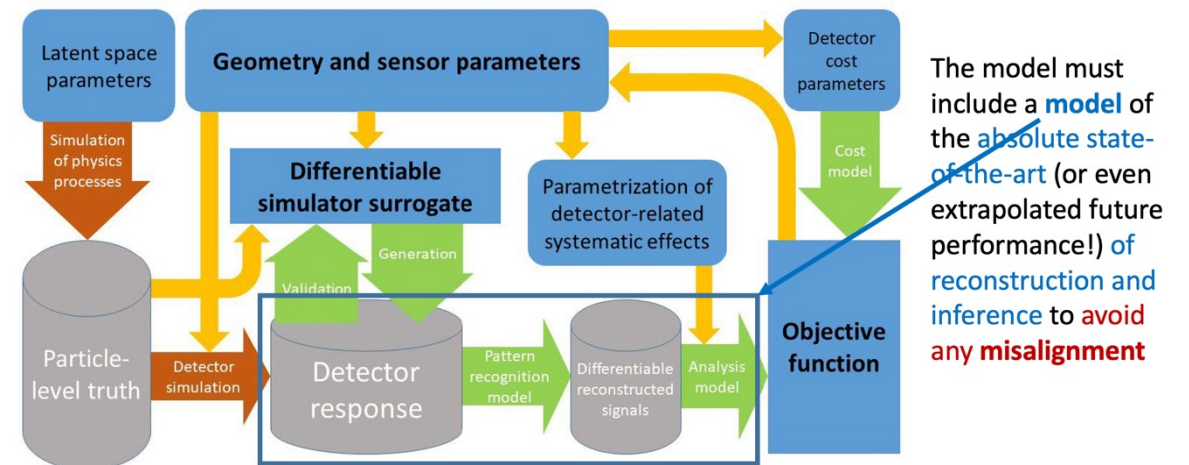 Latent space
parameters
Geometry and sensor parameters
Detector
cost
parameters
Simulation
of physics
processes
Differentiable
simulator surrogate
Parametrization of
detector-related
systematic effects
Cost
model
Validation
Generation
Particle-
level truth
Detector
simulation
Detector
response
Pattern
recognition
model
Differentiable
reconstructed
signals
Analysis
model
Objective
function
The model must
include a model of
the absolute state-
of-the-art (or even
extrapolated future
performance!) of
reconstruction and
inference to avoid
any misalignment